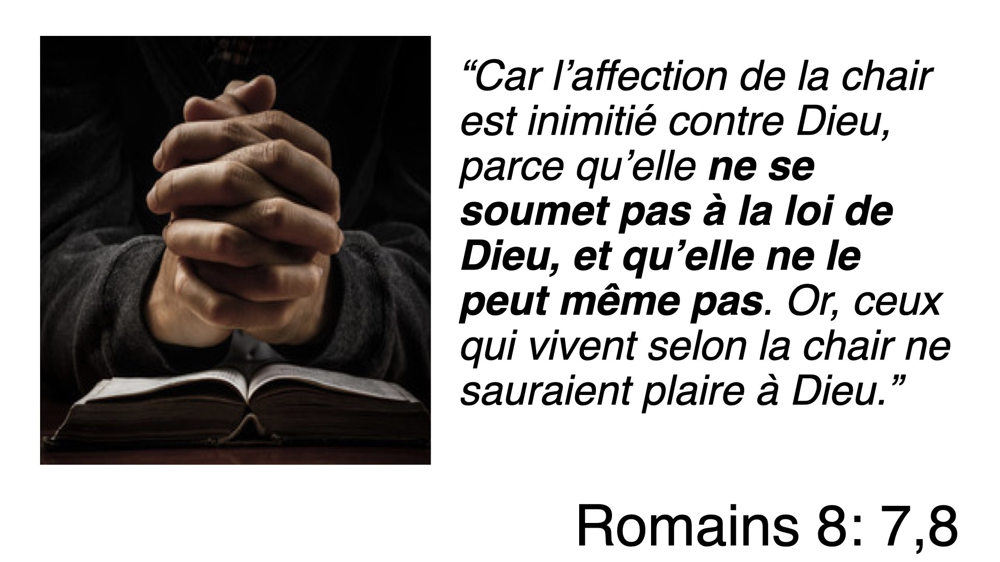 “Car l’affection de la chair
est inimitié contre Dieu,
parce qu’elle ne se
soumet pas à la loi de
Dieu, et qu’elle ne le
peut même pas. Or, ceux
qui vivent selon la chair ne
sauraient plaire à Dieu.”
Romains 8: 7,8